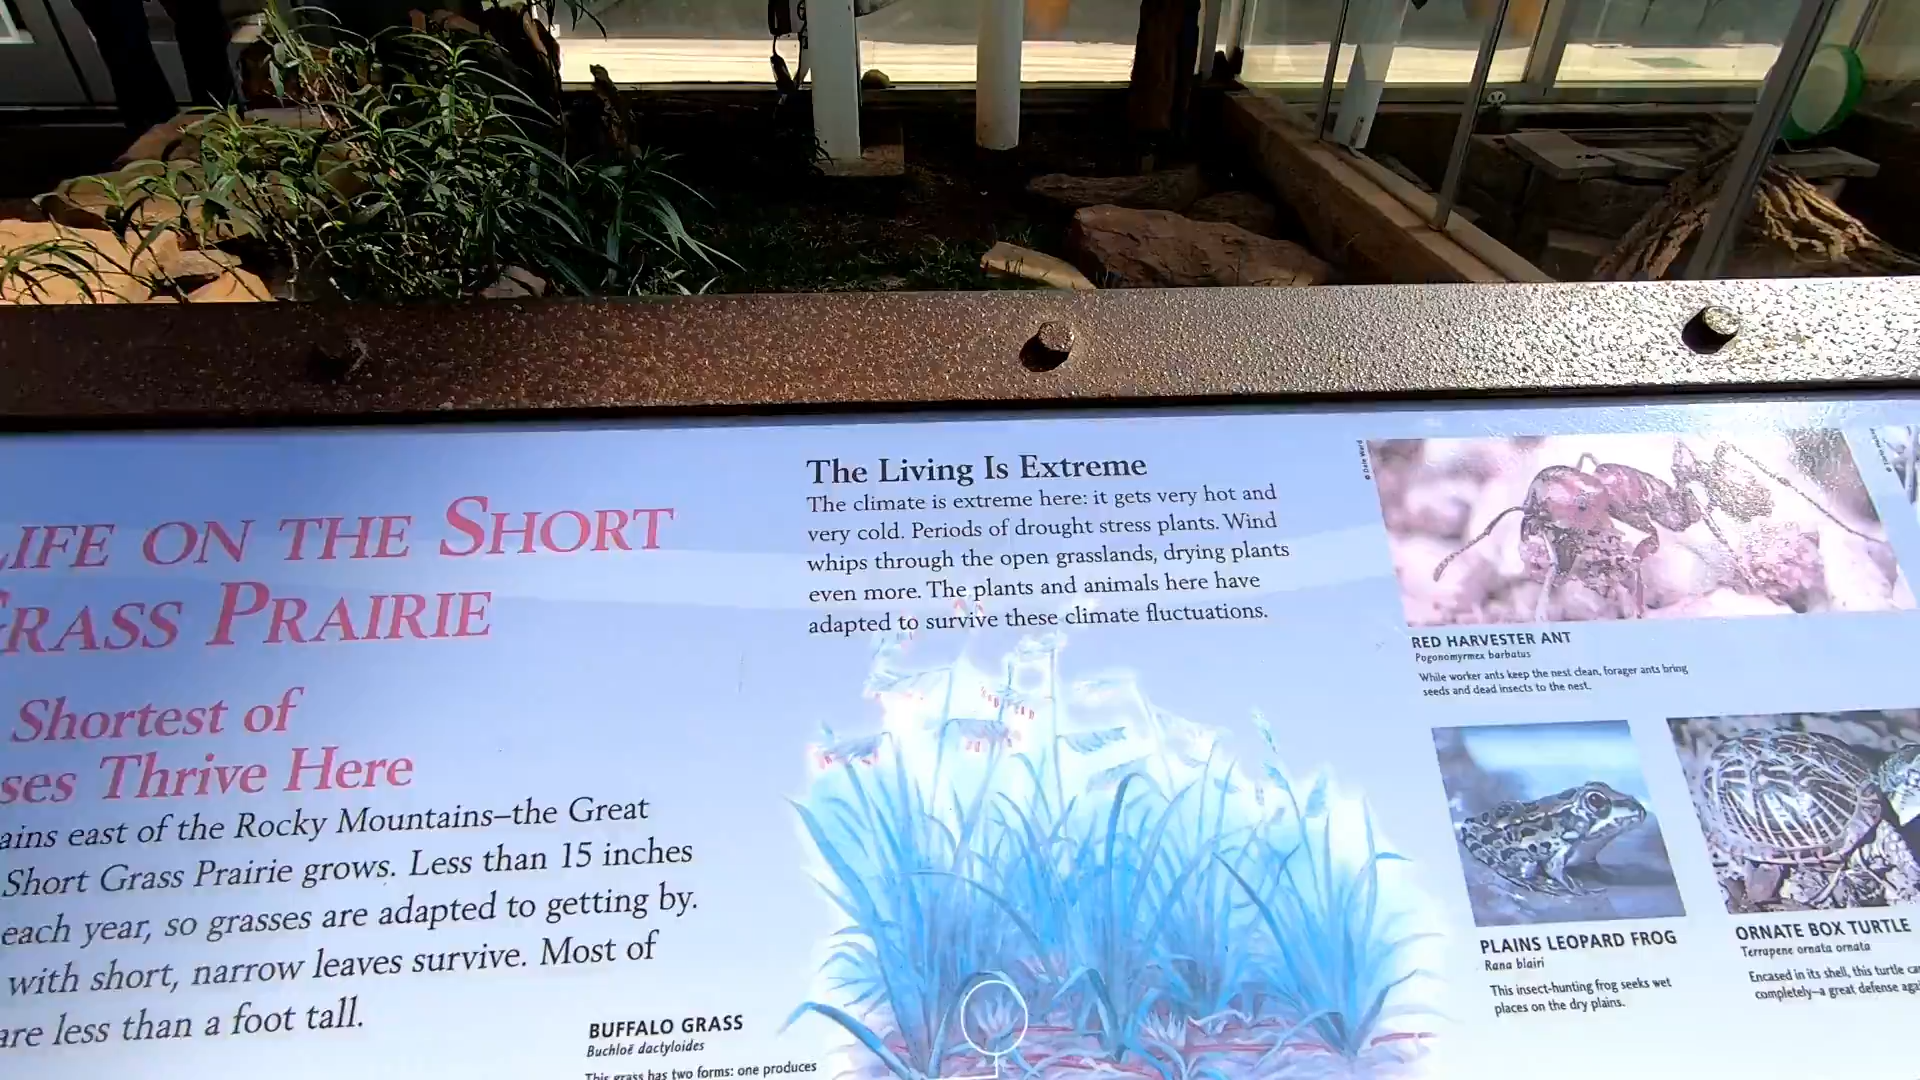 LIFE ON THE SHORT
GRASS PRAIRIE
Shortest of
ses Thrive Here
ains east of the Rocky Mountains–the Great
Short Grass Prairie grows. Less than 15 inches
each year, so grasses are adapted to getting by.
with short, narrow leaves survive. Most of
are less than a foot tall.
BUFFALO GRASS
Buchloë dactyloides
This grass has two forms: one produces
The Living Is Extreme
The climate is extreme here: it gets very hot and
very cold. Periods of drought stress plants. Wind
whips through the open grasslands, drying plants
even more. The plants and animals here have
adapted to survive these climate fluctuations.
© Dale Ward
RED HARVESTER ANT
Pogonomyrmex barbatus
While worker ants keep the nest clean, forager ants bring
seeds and dead insects to the nest.
PLAINS LEOPARD FROG
Rana blairi
This insect-hunting frog seeks wet
places on the dry plains.
ORNATE BOX TURTLE
Terrapene ornata ornata
Encased in its shell, this turtle can
completely–a great defense aga